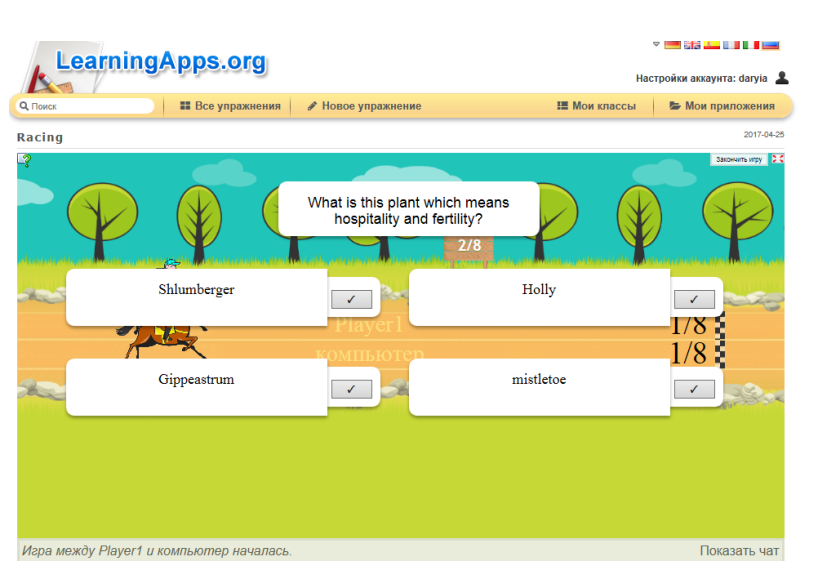 LearningApps.org
Настройки аккаунта: daryia
Поиск
Все упражнения
Новое упражнение
Мои классы
Мои приложения
Racing
2017-04-25
Закончить игру
What is this plant which means
hospitality and fertility?
2/8
Shlumberger
Holly
Player1
1/8
компьютер
1/8
Gippeastrum
mistletoe
Игра между Player1 и компьютер началась.
Показать чат